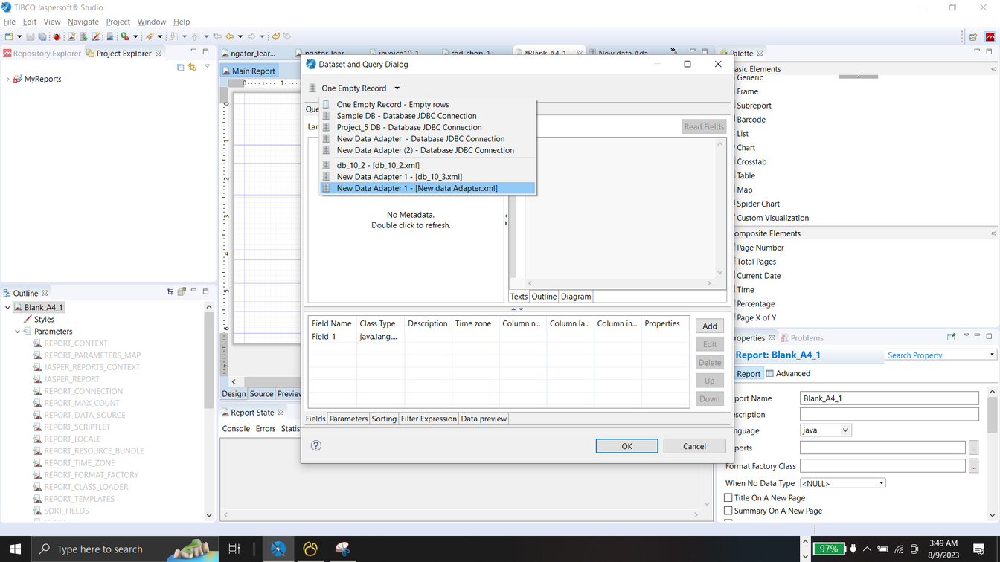 TIBCO Jaspersoft® Studio
File Edit View Navigate Project Window Help
Repository Explorer Project Explorer
MyReports
ngator_lear...
ngator_lear
invoice10_1
sad_shop_1.j
*Blank_A4_1
New data Ada
Palette
Main Report
Dataset and Query Dialog
One Empty Record
One Empty Record - Empty rows
Sample DB - Database JDBC Connection
Project_5 DB - Database JDBC Connection
New Data Adapter - Database JDBC Connection
New Data Adapter (2) - Database JDBC Connection
db_10_2 - [db_10_2.xml]
New Data Adapter 1 - [db_10_3.xml]
New Data Adapter 1 - [New data Adapter.xml]
Read Fields
No Metadata.
Double click to refresh.
Texts Outline Diagram
Field Name Class Type Description Time zone Column n... Column la... Column in... Properties
Field_1 java.lang....
Add
Edit
Delete
Up
Down
Fields Parameters Sorting Filter Expression Data preview
OK Cancel
asic Elements
Generic
Frame
Subreport
Barcode
List
Chart
Crosstab
Table
Map
Spider Chart
Custom Visualization
omposite Elements
Page Number
Total Pages
Current Date
Time
Percentage
Page X of Y
Outline
Blank_A4_1
Styles
Parameters
REPORT_CONTEXT
REPORT_PARAMETERS_MAP
JASPER_REPORTS_CONTEXT
JASPER_REPORT
REPORT_CONNECTION
REPORT_MAX_COUNT
REPORT_DATA_SOURCE
REPORT_SCRIPTLET
REPORT_LOCALE
REPORT_RESOURCE_BUNDLE
REPORT_TIME_ZONE
REPORT_FORMAT_FACTORY
REPORT_CLASS_LOADER
REPORT_TEMPLATES
SORT_FIELDS
Design Source Preview
Report State
Console Errors Statis
roperties Problems
Report: Blank_A4_1
Search Property
Report Advanced
port Name Blank_A4_1
escription
nguage java
ports
...
Format Factory Class
...
When No Data Type <NULL>
Title On A New Page
Summary On A New Page
Type here to search
97%
3:49 AM
8/9/2023